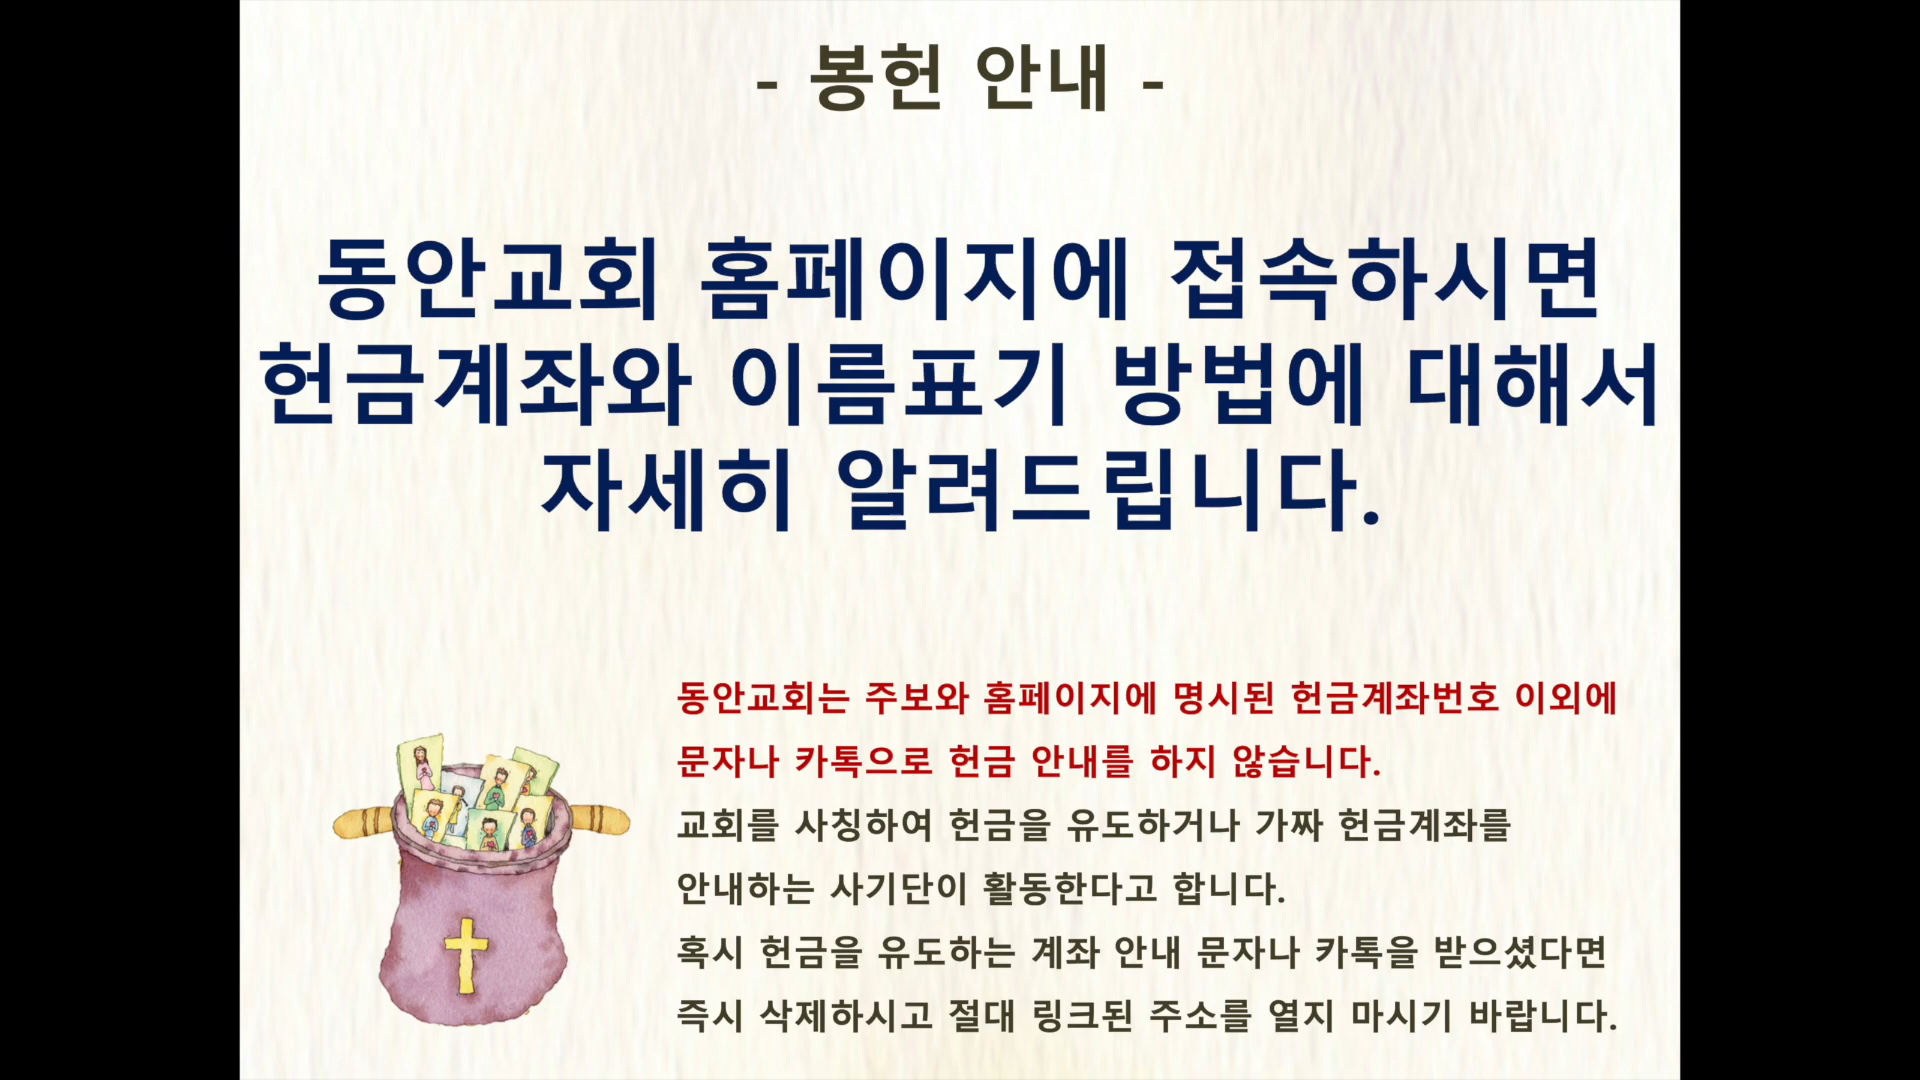 - 봉헌 안내 -
동안교회 홈페이지에 접속하시면
헌금계좌와 이름표기 방법에 대해서
자세히 알려드립니다.
동안교회는 주보와 홈페이지에 명시된 헌금계좌번호 이외에
문자나 카톡으로 헌금 안내를 하지 않습니다.
교회를 사칭하여 헌금을 유도하거나 가짜 헌금계좌를
안내하는 사기단이 활동한다고 합니다.
혹시 헌금을 유도하는 계좌 안내 문자나 카톡을 받으셨다면
즉시 삭제하시고 절대 링크된 주소를 열지 마시기 바랍니다.